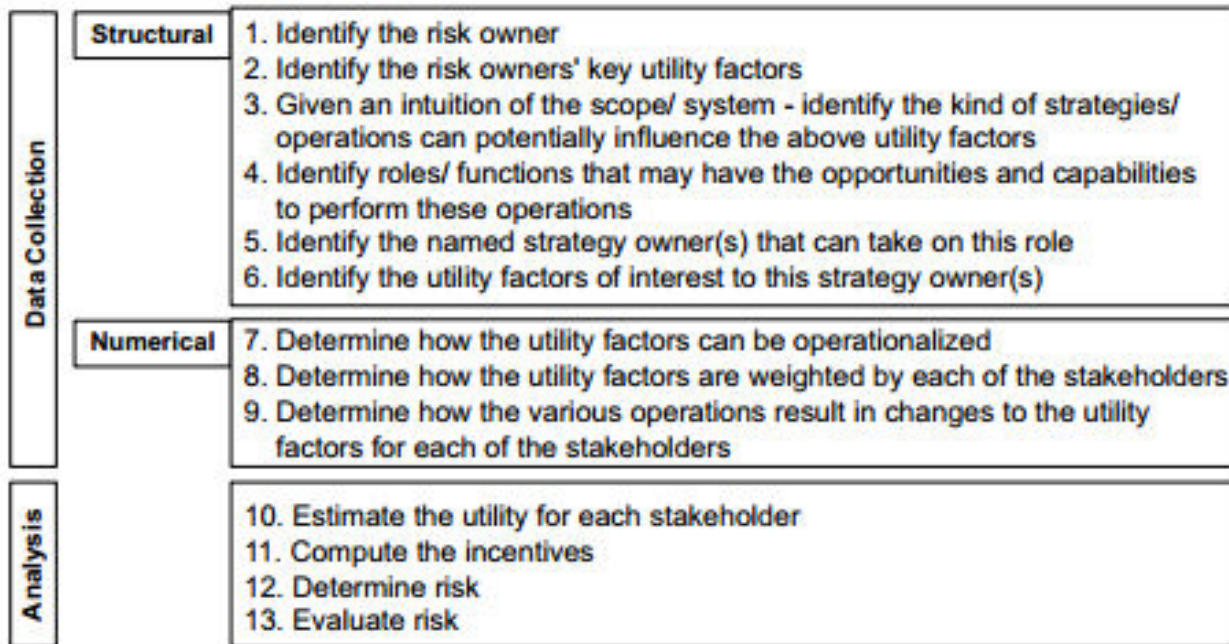 Data Collection
Structural
1. Identify the risk owner
2. Identify the risk owners' key utility factors
3. Given an intuition of the scope/ system - identify the kind of strategies/
operations can potentially influence the above utility factors
4. Identify roles/ functions that may have the opportunities and capabilities
to perform these operations
5. Identify the named strategy owner(s) that can take on this role
6. Identify the utility factors of interest to this strategy owner(s)
Numerical
7. Determine how the utility factors can be operationalized
8. Determine how the utility factors are weighted by each of the stakeholders
9. Determine how the various operations result in changes to the utility
factors for each of the stakeholders
Analysis
10. Estimate the utility for each stakeholder
11. Compute the incentives
12. Determine risk
13. Evaluate risk